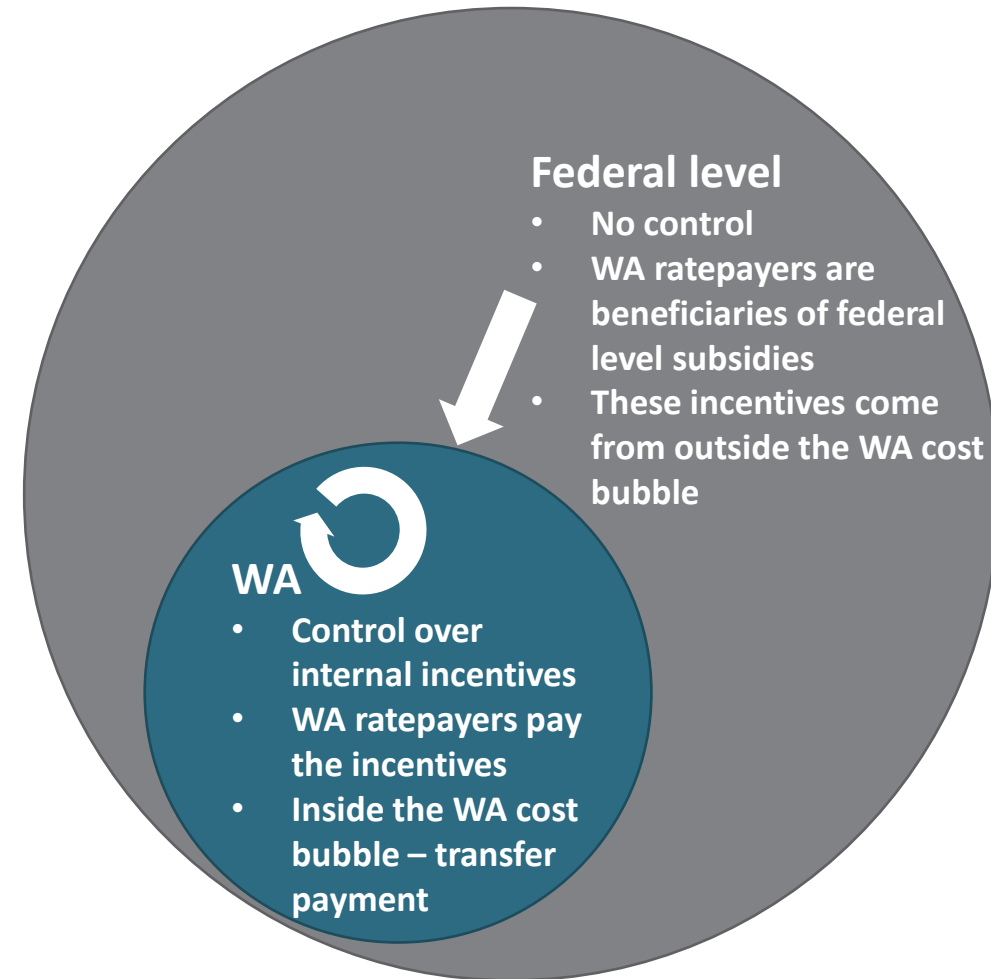 Federal level
• No control
• WA ratepayers are
beneficiaries of federal
level subsidies
• These incentives come
from outside the WA cost
bubble
WA
• Control over
internal incentives
• WA ratepayers pay
the incentives
• Inside the WA cost
bubble – transfer
payment